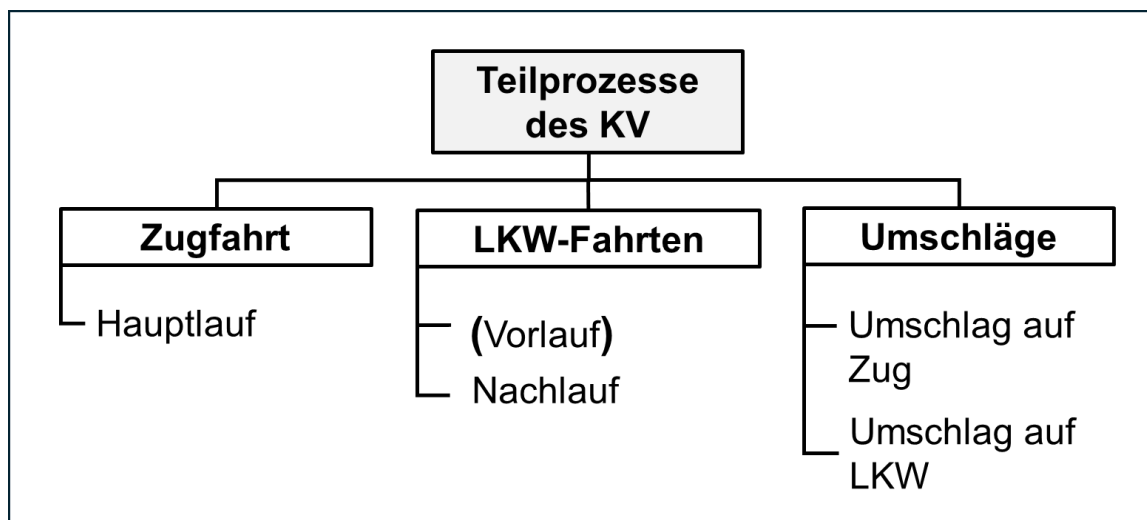 Teilprozesse
des KV
Zugfahrt
Hauptlauf
LKW-Fahrten
(Vorlauf)
Nachlauf
Umschläge
Umschlag auf
Zug
Umschlag auf
LKW